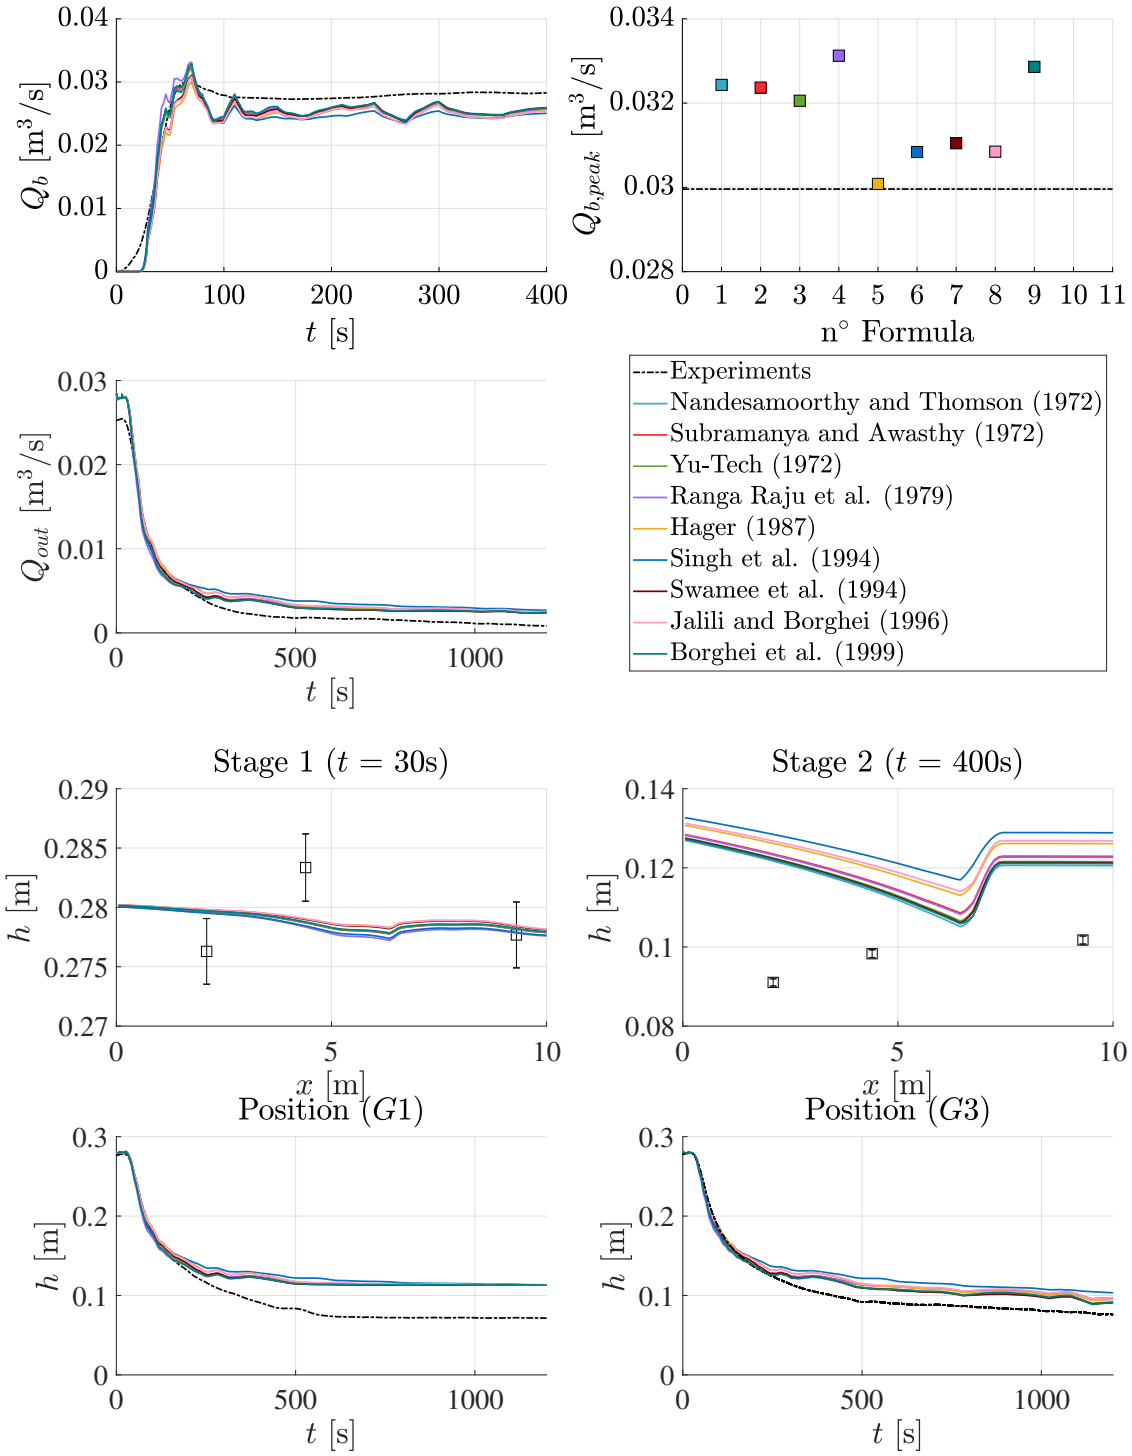 0.04
0.03
0.02
0.01
0
Q_b [m³/s]
0 100 200 300 400
t [s]
0.034
0.032
0.03
0.028
Q_{b,peak} [m³/s]
0 1 2 3 4 5 6 7 8 9 10 11
n° Formula
0.03
0.02
0.01
0
Q_{out} [m³/s]
0 500 1000
t [s]
Experiments
Nandesamoorthy and Thomson (1972)
Subramanya and Awasthy (1972)
Yu-Tech (1972)
Ranga Raju et al. (1979)
Hager (1987)
Singh et al. (1994)
Swamee et al. (1994)
Jalili and Borghei (1996)
Borghei et al. (1999)
Stage 1 (t = 30s)
0.29
0.285
0.28
0.275
0.27
h [m]
0 5 10
x [m]
Stage 2 (t = 400s)
0.14
0.12
0.1
0.08
h [m]
0 5 10
x [m]
Position (G1)
0.3
0.2
0.1
0
h [m]
0 500 1000
t [s]
Position (G3)
0.3
0.2
0.1
0
h [m]
0 500 1000
t [s]